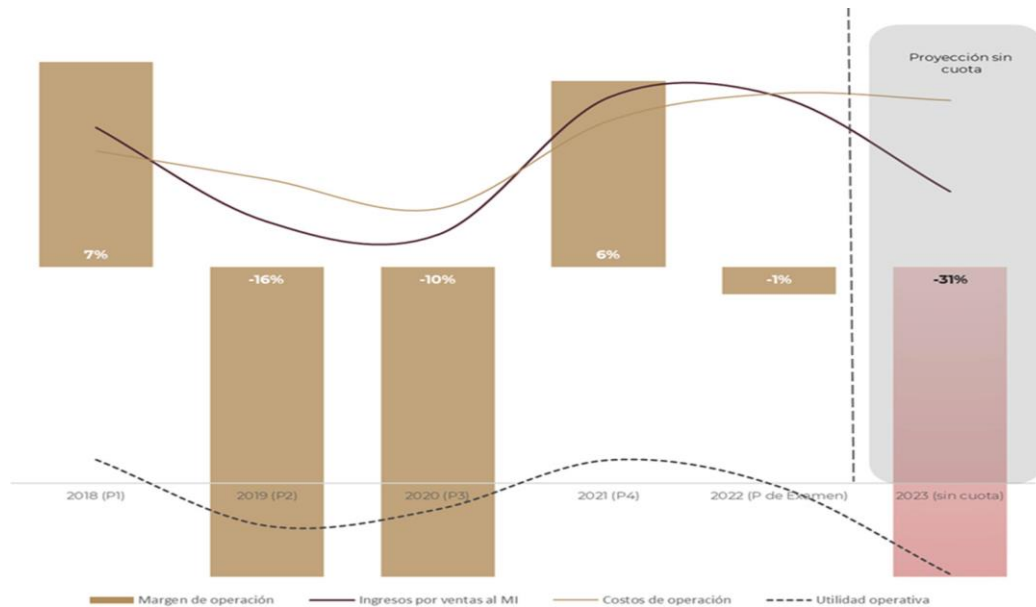 Proyección sin
cuota
7%
-16%
-10%
6%
-1%
-31%
2018 (P1)
2019 (P2)
2020 (P3)
2021 (P4)
2022 (P de Examen)
2023 (sin cuota)
Margen de operación
Ingresos por ventas al MI
Costos de operación
Utilidad operativa